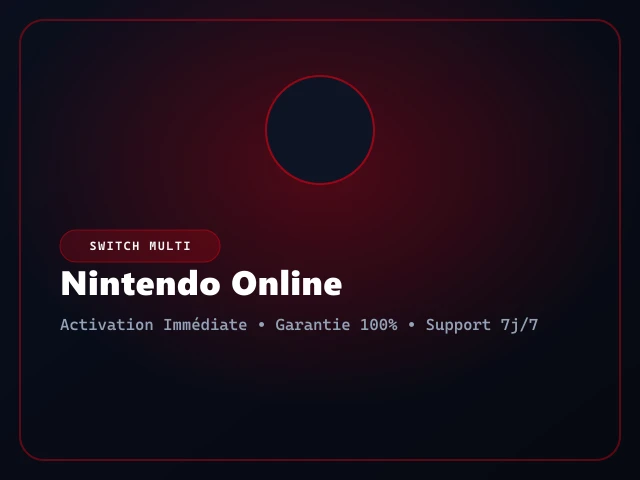 SWITCH MULTI
Nintendo Online
Activation Immédiate • Garantie 100% • Support 7j/7